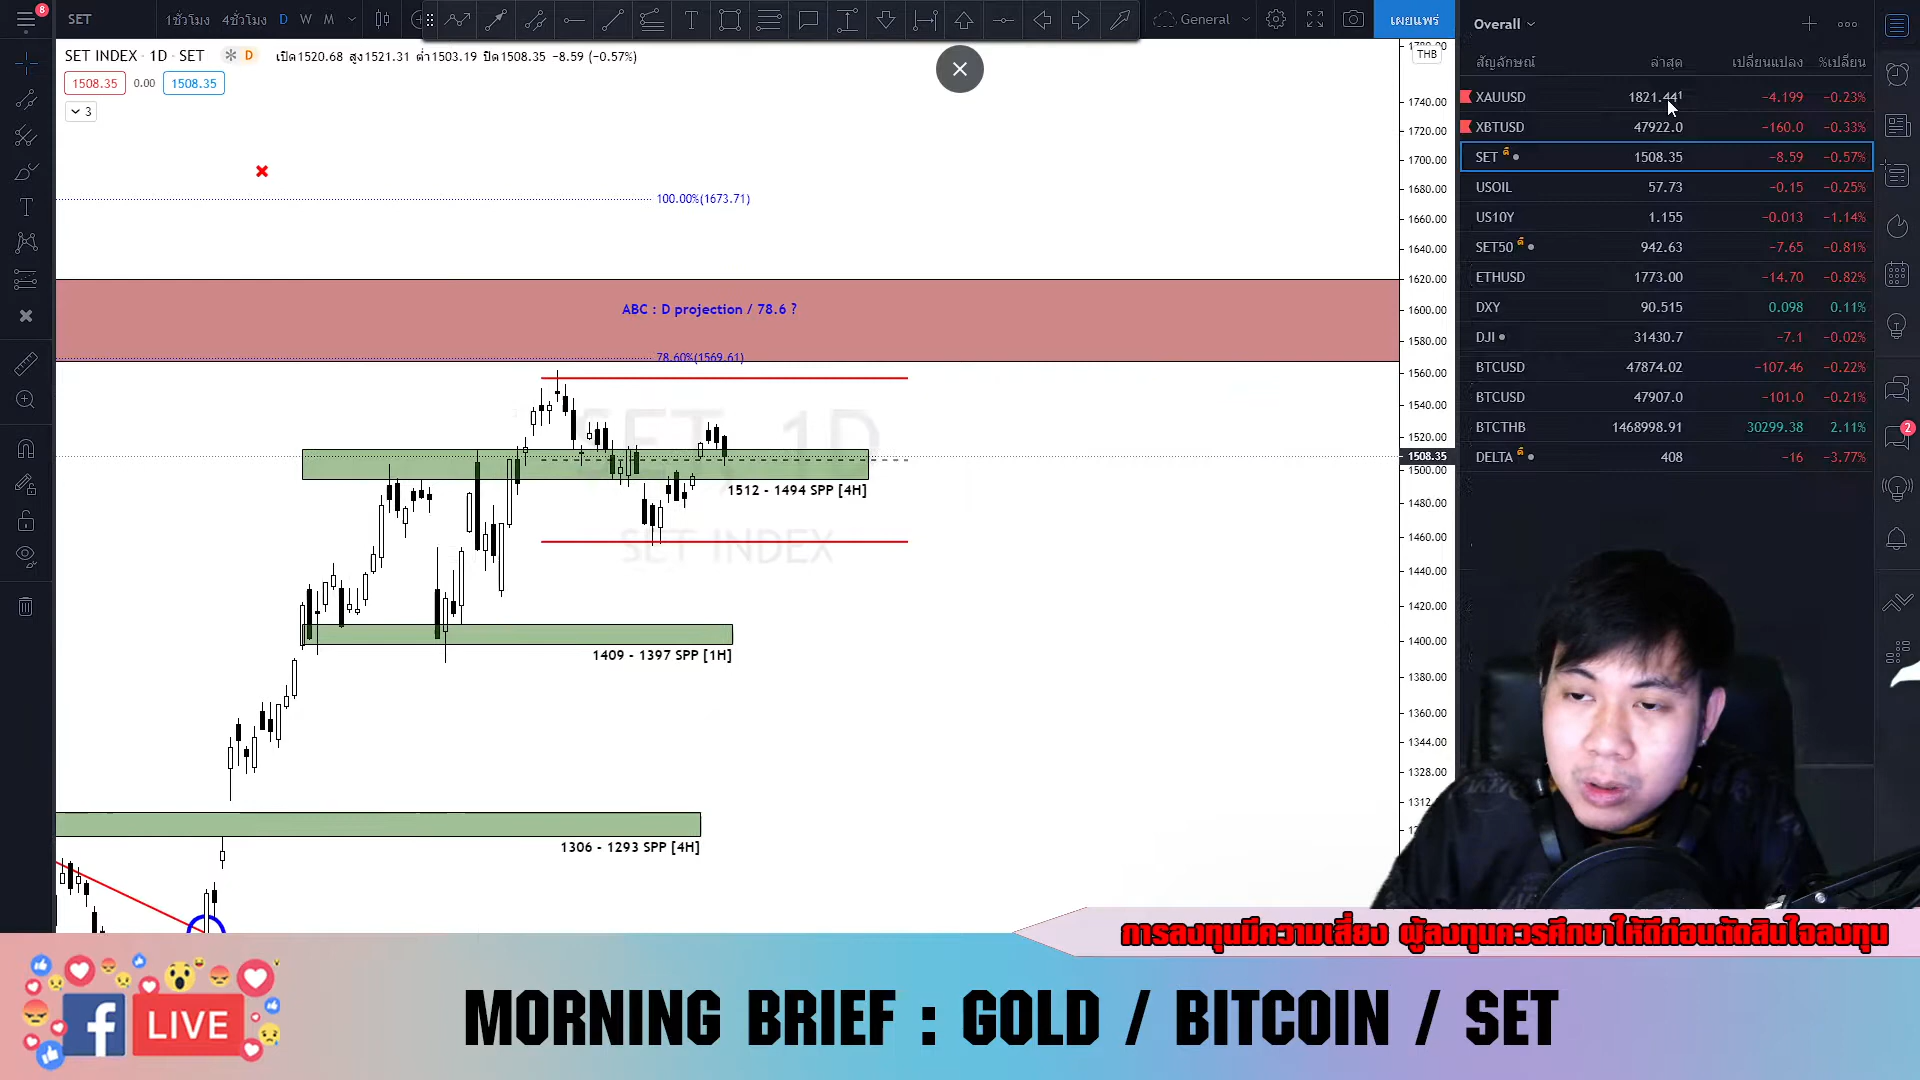 8
SET
1ชั่วโมง 4ชั่วโมง D W M
General
เผยแพร่
SET INDEX · 1D · SET
D
เปิด1520.68 สูง1521.31 ต่ำ1503.19 ปิด1508.35 −8.59 (−0.57%)
1508.35 0.00 1508.35
3
100.00%(1673.71)
ABC : D projection / 78.6 ?
78.60%(1569.61)
SET, 1D
SET INDEX
1512 - 1494 SPP [4H]
1409 - 1397 SPP [1H]
1306 - 1293 SPP [4H]
THB
1740.00
1720.00
1700.00
1680.00
1660.00
1640.00
1620.00
1600.00
1580.00
1560.00
1540.00
1520.00
1508.35
1500.00
1480.00
1460.00
1440.00
1420.00
1400.00
1380.00
1360.00
1344.00
1328.00
Overall
สัญลักษณ์ ล่าสุด เปลี่ยนแปลง %เปลี่ยน
XAUUSD 1821.44¹ −4.199 −0.23%
XBTUSD 47922.0 −160.0 −0.33%
SET ดี 1508.35 −8.59 −0.57%
USOIL 57.73 −0.15 −0.25%
US10Y 1.155 −0.013 −1.14%
SET50 ดี 942.63 −7.65 −0.81%
ETHUSD 1773.00 −14.70 −0.82%
DXY 90.515 0.098 0.11%
DJI 31430.7 −7.1 −0.02%
BTCUSD 47874.02 −107.46 −0.22%
BTCUSD 47907.0 −101.0 −0.21%
BTCTHB 1468998.91 30299.38 2.11%
DELTA ดี 408 −16 −3.77%
2
การลงทุนมีความเสี่ยง ผู้ลงทุนควรศึกษาให้ดีก่อนตัดสินใจลงทุน
f LIVE
MORNING BRIEF : GOLD / BITCOIN / SET